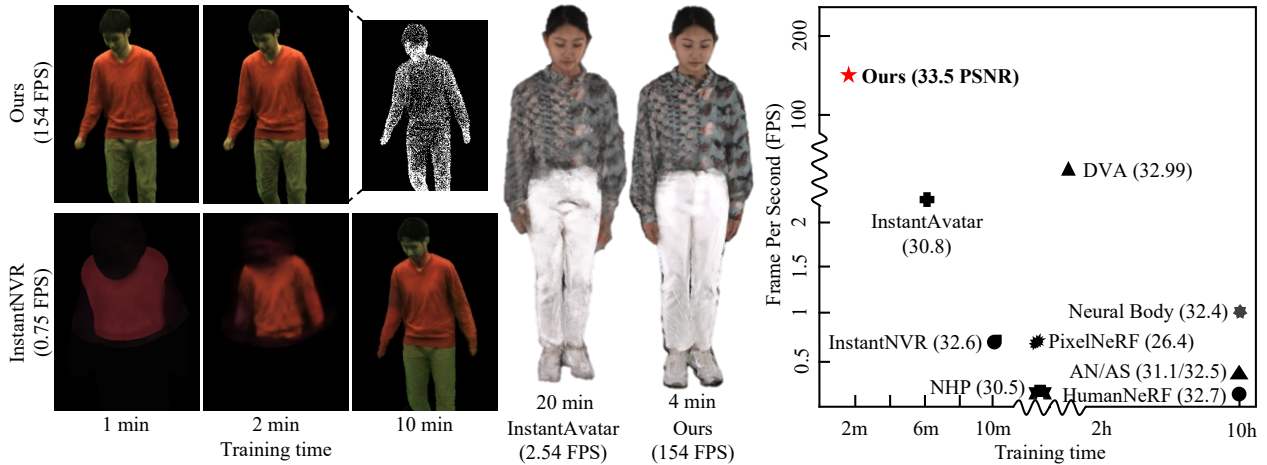 Ours
(154 FPS)
InstantNVR
(0.75 FPS)
1 min
2 min
10 min
Training time
20 min
InstantAvatar
(2.54 FPS)
4 min
Ours
(154 FPS)
Frame Per Second (FPS)
200
100
2
1.5
1
0.5
Ours (33.5 PSNR)
DVA (32.99)
InstantAvatar
(30.8)
Neural Body (32.4)
InstantNVR (32.6)
PixelNeRF (26.4)
AN/AS (31.1/32.5)
NHP (30.5)
HumanNeRF (32.7)
2m
6m
10m
2h
10h
Training time